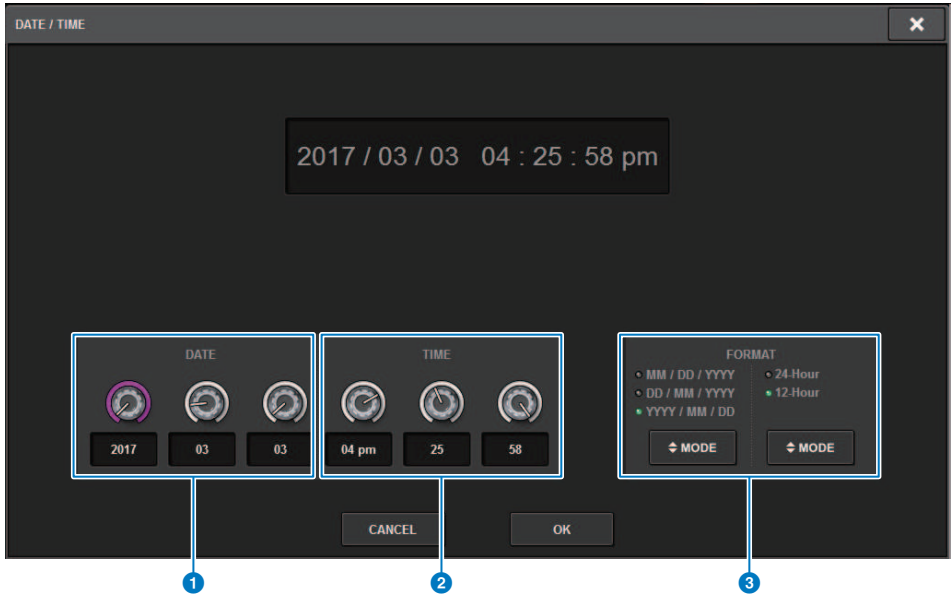 DATE / TIME
2017 / 03 / 03 04 : 25 : 58 pm
DATE
2017 03 03
TIME
04 pm 25 58
FORMAT
MM / DD / YYYY
DD / MM / YYYY
YYYY / MM / DD
MODE
24-Hour
12-Hour
MODE
CANCEL OK
1 2 3